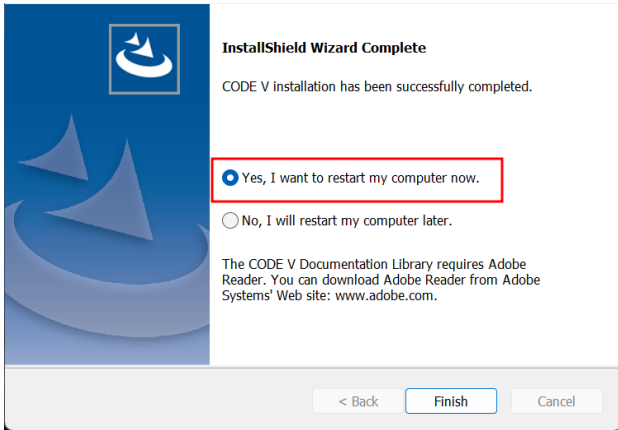 InstallShield Wizard Complete
CODE V installation has been successfully completed.
Yes, I want to restart my computer now.
No, I will restart my computer later.
The CODE V Documentation Library requires Adobe
Reader. You can download Adobe Reader from Adobe
Systems' Web site: www.adobe.com.
< Back
Finish
Cancel